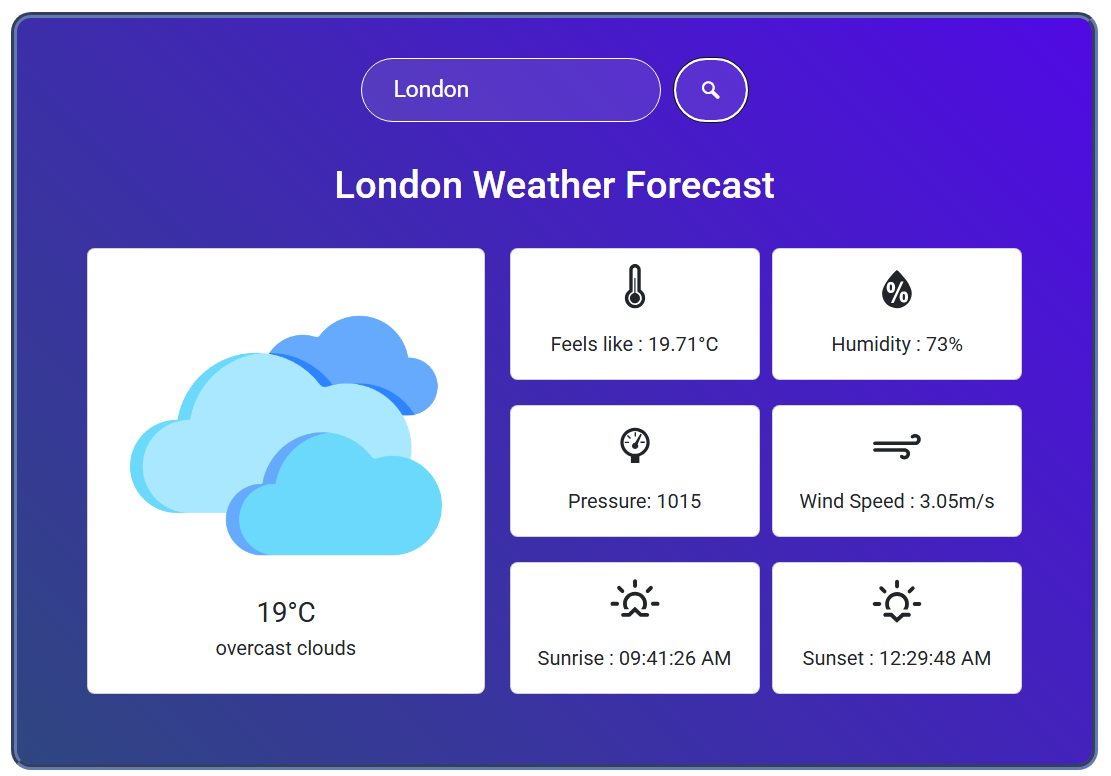 London
London Weather Forecast
19°C
overcast clouds
Feels like : 19.71°C
%
Humidity : 73%
Pressure: 1015
Wind Speed : 3.05m/s
Sunrise : 09:41:26 AM
Sunset : 12:29:48 AM